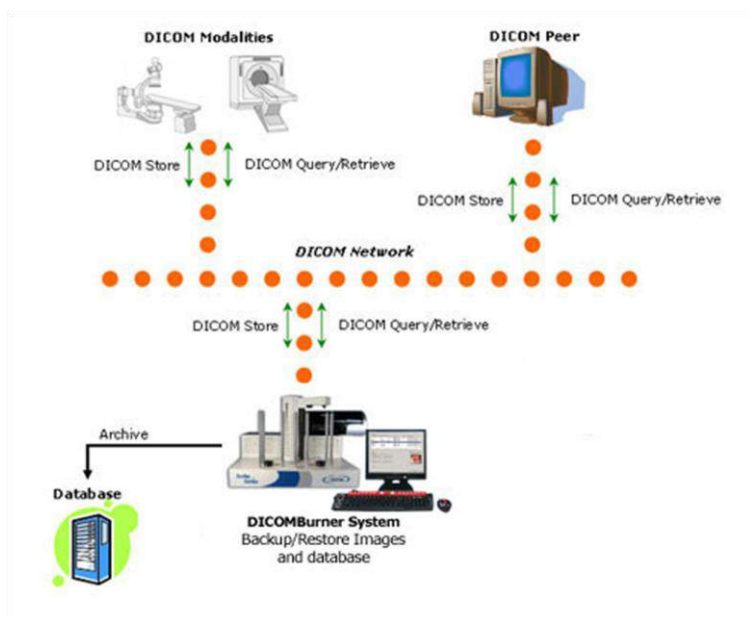 DICOM Modalities
DICOM Peer
DICOM Store
DICOM Query/Retrieve
DICOM Store
DICOM Query/Retrieve
DICOM Network
DICOM Store
DICOM Query/Retrieve
Archive
Database
DICOMBurner System
Backup/Restore Images
and database